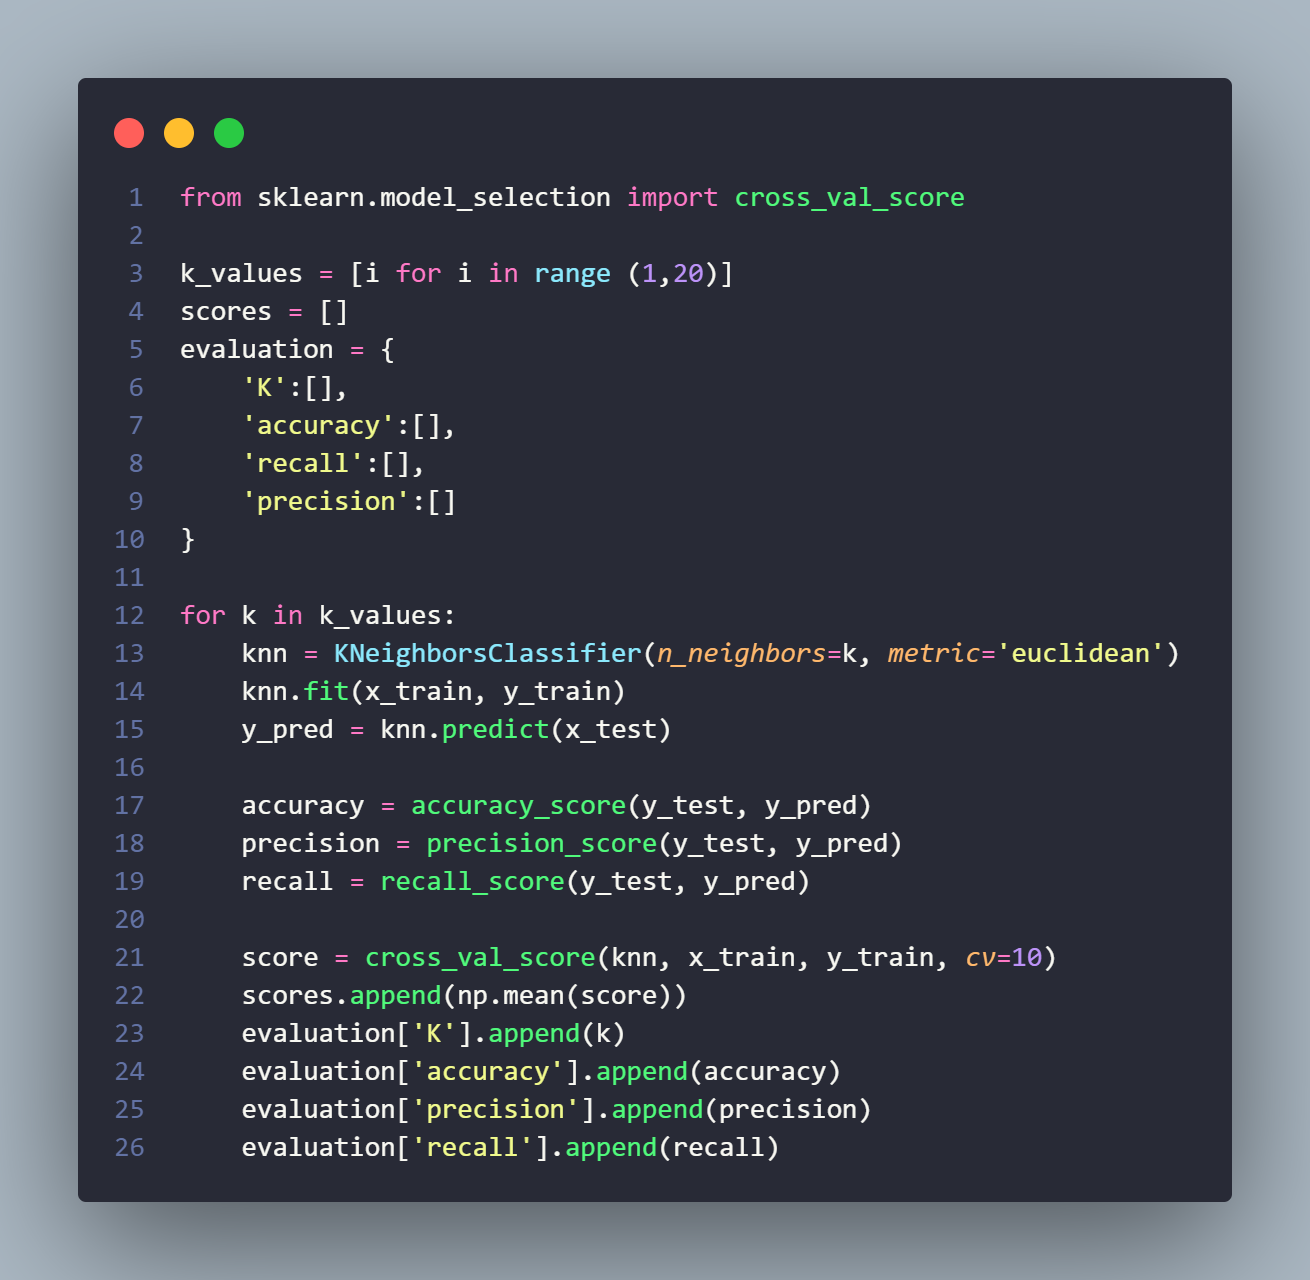 1 from sklearn.model_selection import cross_val_score
2
3 k_values = [i for i in range (1,20)]
4 scores = []
5 evaluation = {
6     'K':[],
7     'accuracy':[],
8     'recall':[],
9     'precision':[]
10 }
11
12 for k in k_values:
13     knn = KNeighborsClassifier(n_neighbors=k, metric='euclidean')
14     knn.fit(x_train, y_train)
15     y_pred = knn.predict(x_test)
16
17     accuracy = accuracy_score(y_test, y_pred)
18     precision = precision_score(y_test, y_pred)
19     recall = recall_score(y_test, y_pred)
20
21     score = cross_val_score(knn, x_train, y_train, cv=10)
22     scores.append(np.mean(score))
23     evaluation['K'].append(k)
24     evaluation['accuracy'].append(accuracy)
25     evaluation['precision'].append(precision)
26     evaluation['recall'].append(recall)